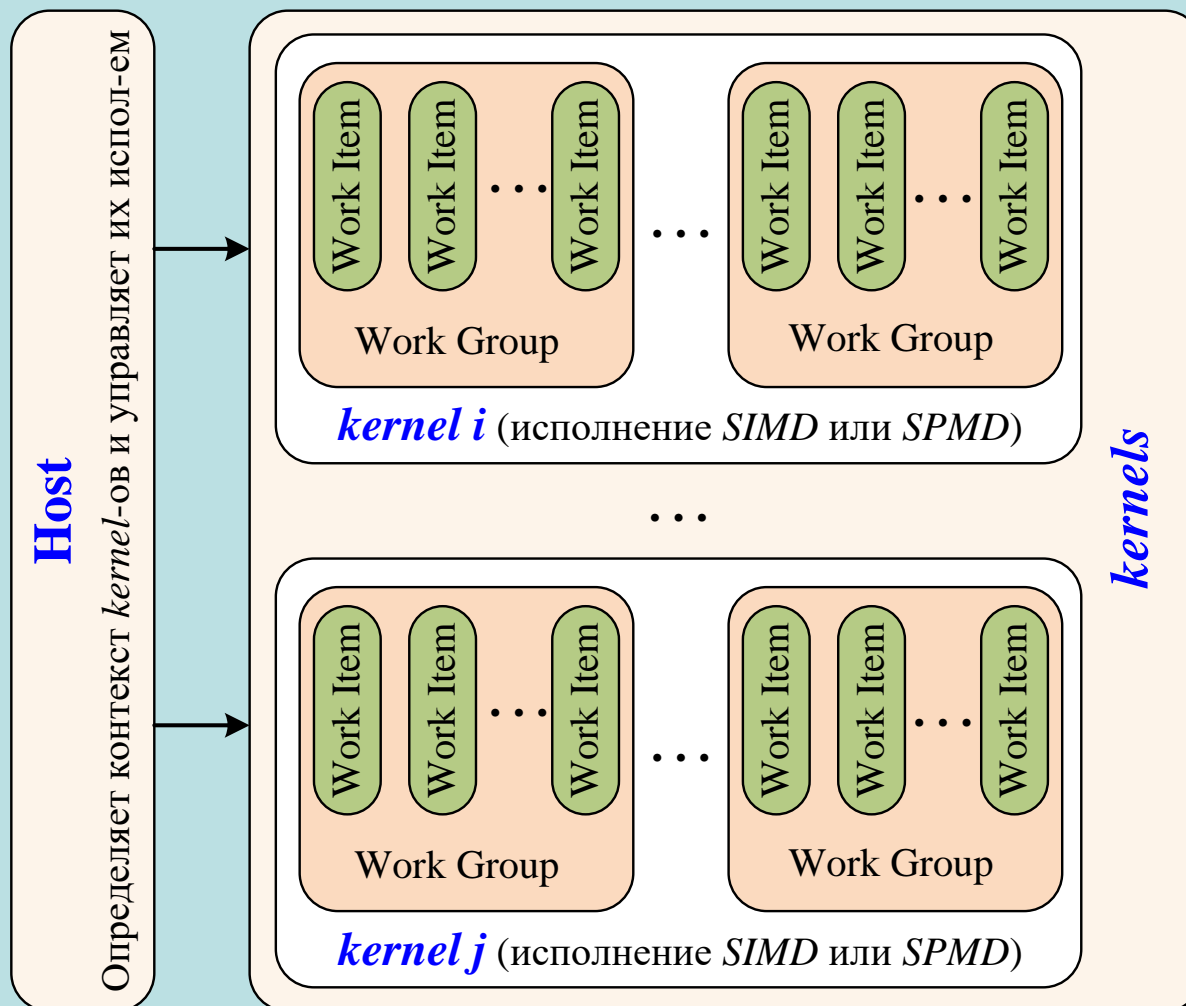 Host
Определяет контекст kernel-ов и управляет их испол-ем
Work Item
Work Item
...
Work Item
Work Group
...
Work Item
Work Item
...
Work Item
Work Group
kernel i (исполнение SIMD или SPMD)
...
Work Item
Work Item
...
Work Item
Work Group
...
Work Item
Work Item
...
Work Item
Work Group
kernel j (исполнение SIMD или SPMD)
kernels